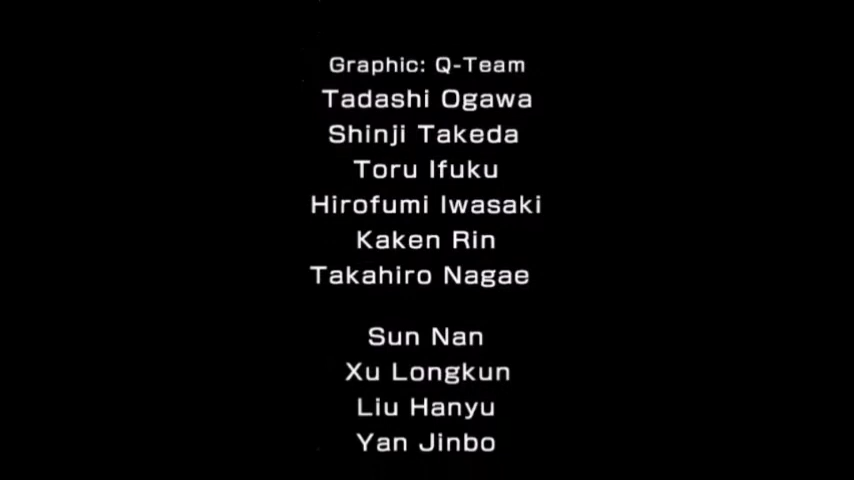 Graphic: Q-Team
Tadashi Ogawa
Shinji Takeda
Toru Ifuku
Hirofumi Iwasaki
Kaken Rin
Takahiro Nagae
Sun Nan
Xu Longkun
Liu Hanyu
Yan Jinbo